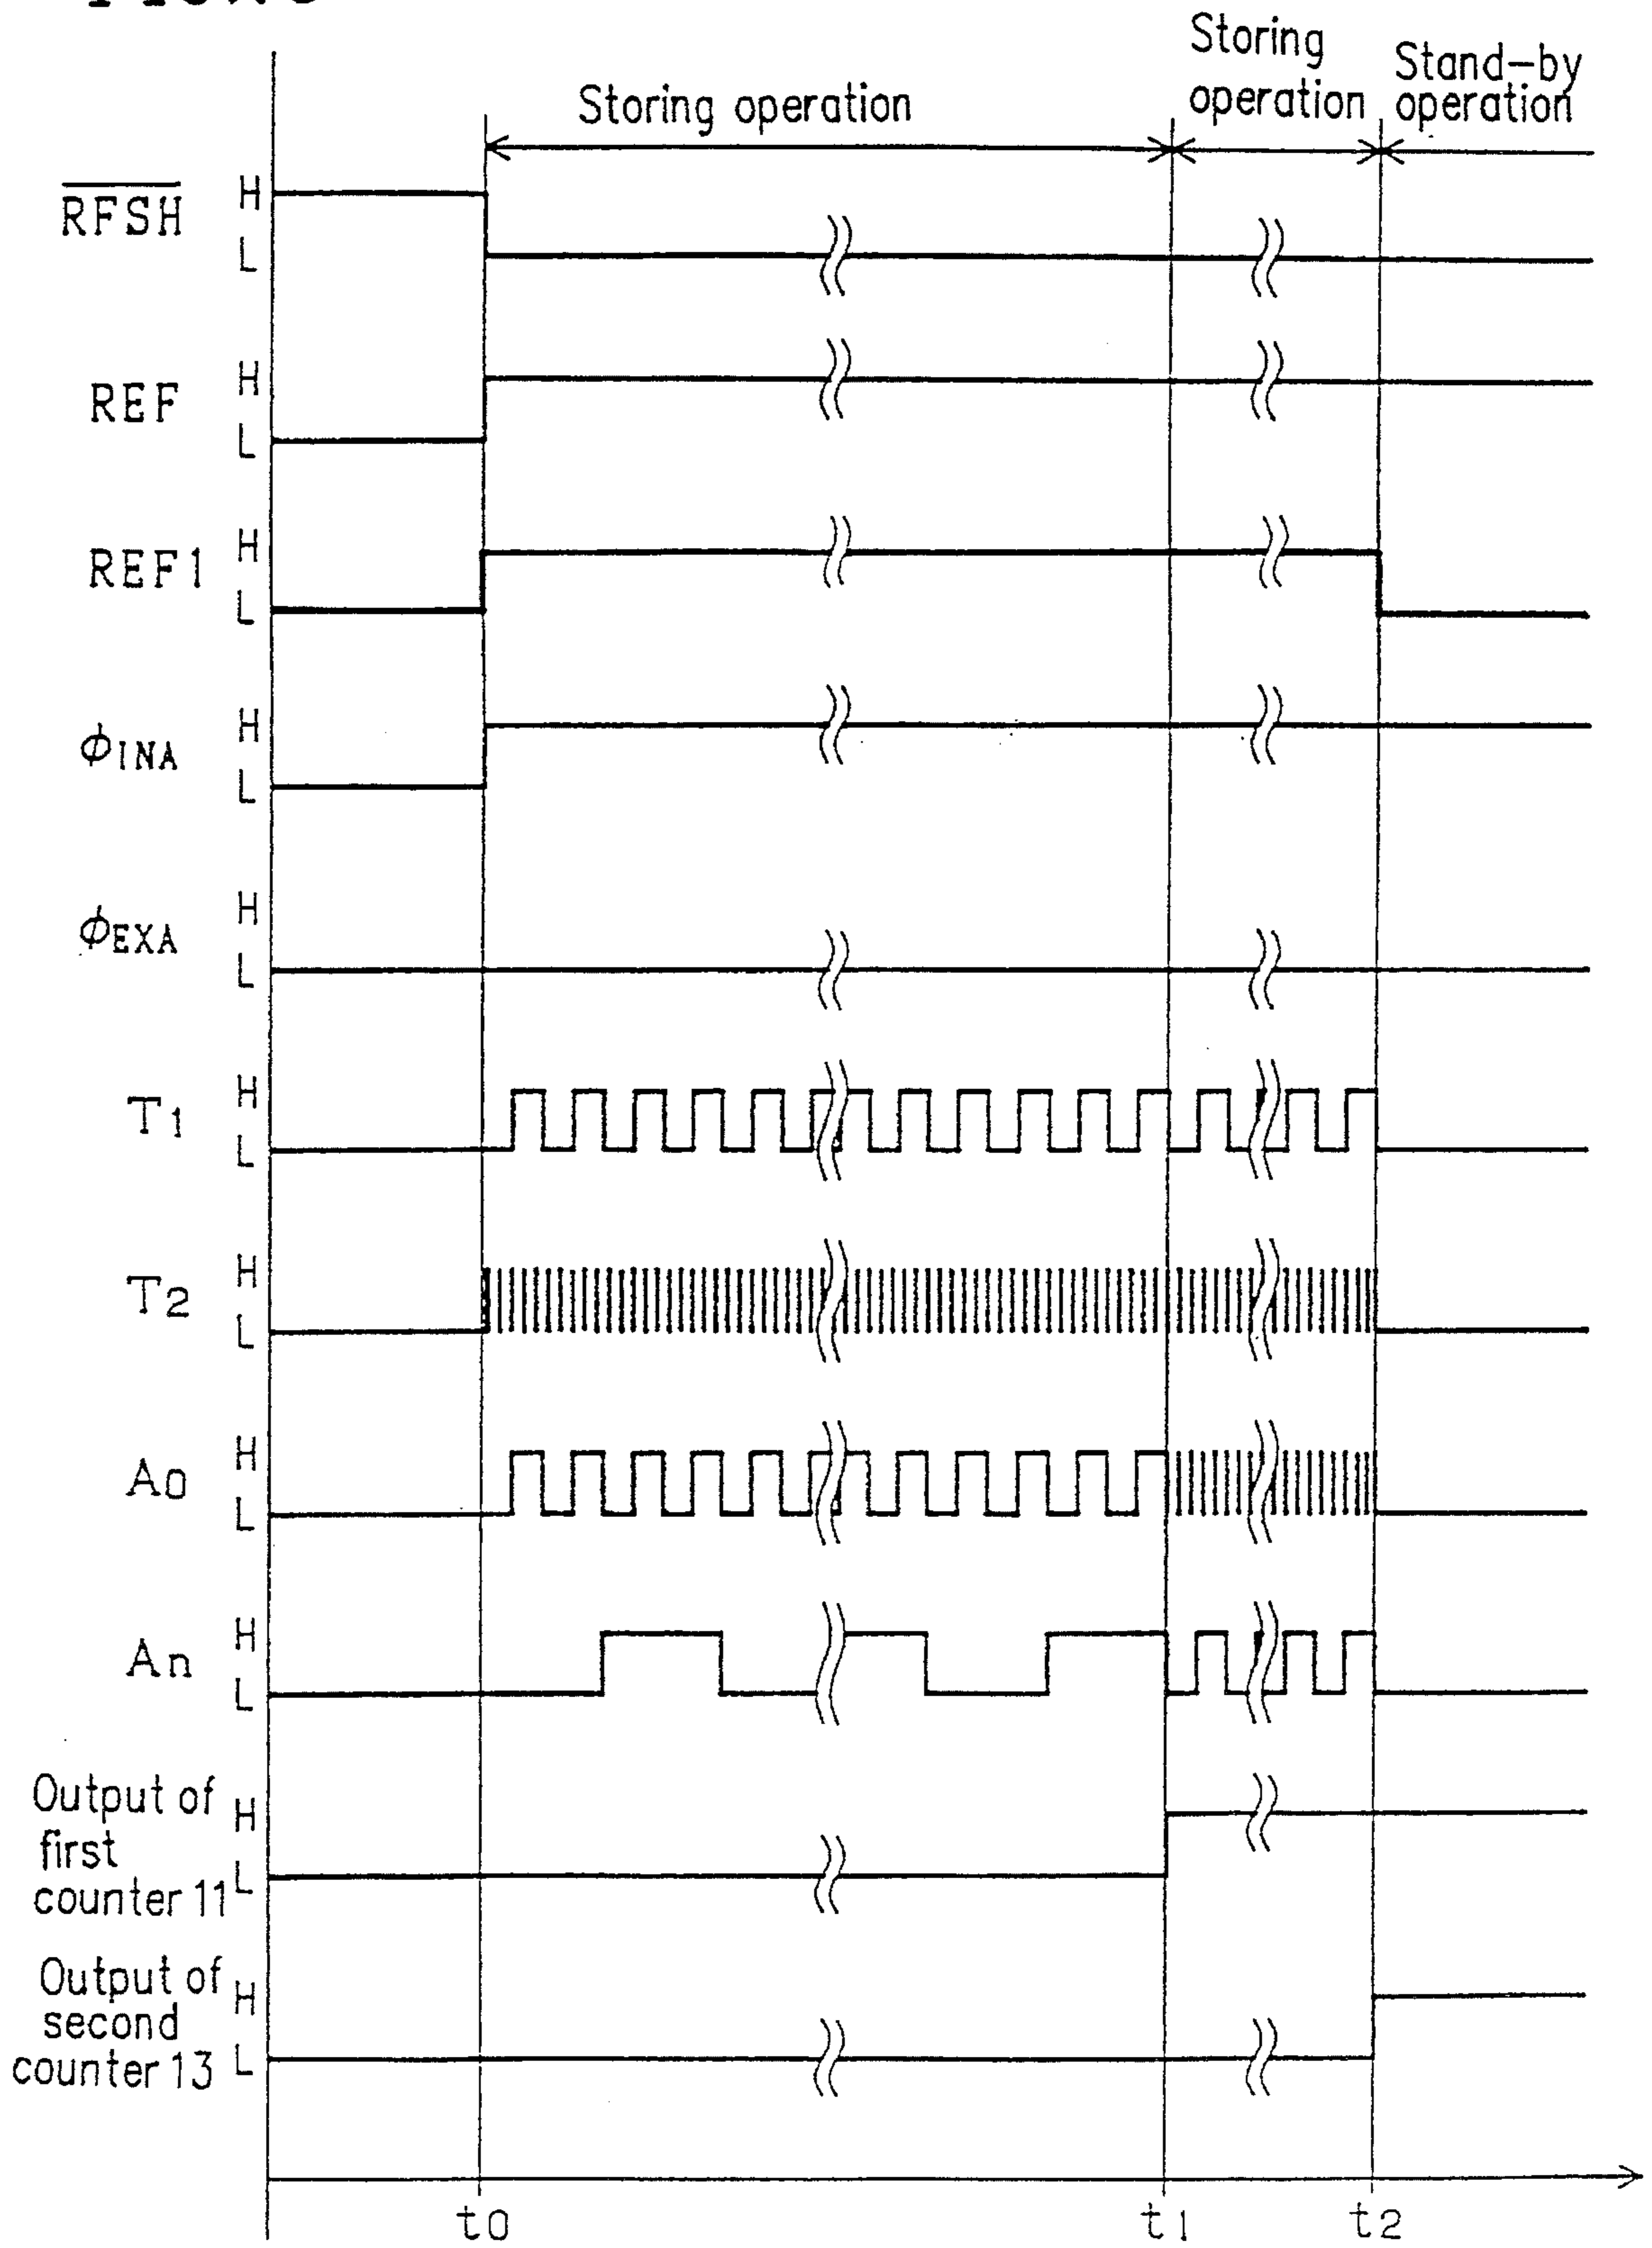 Storing
operation
Stand-by
operation
Storing operation
RFSH H
L
REF H
L
REF1 H
L
ϕINA H
L
ϕEXA H
L
T1 H
L
T2 H
L
A0 H
L
An H
L
Output of
first
counter 11
H
L
Output of
second
counter 13
H
L
t0 t1 t2